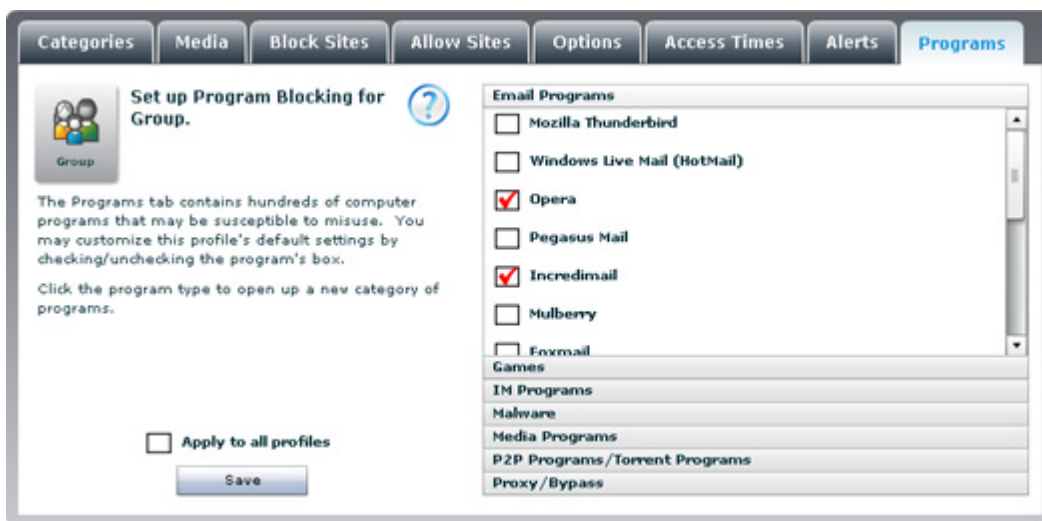 Categories
Media
Block Sites
Allow Sites
Options
Access Times
Alerts
Programs
Set up Program Blocking for
Group.
?
Group
The Programs tab contains hundreds of computer
programs that may be susceptible to misuse. You
may customize this profile's default settings by
checking/unchecking the program's box.
Click the program type to open up a new category of
programs.
Apply to all profiles
Save
Email Programs
Mozilla Thunderbird
Windows Live Mail (HotMail)
Opera
Pegasus Mail
Incredimail
Mulberry
Foxmail
Games
IM Programs
Malware
Media Programs
P2P Programs/Torrent Programs
Proxy/Bypass